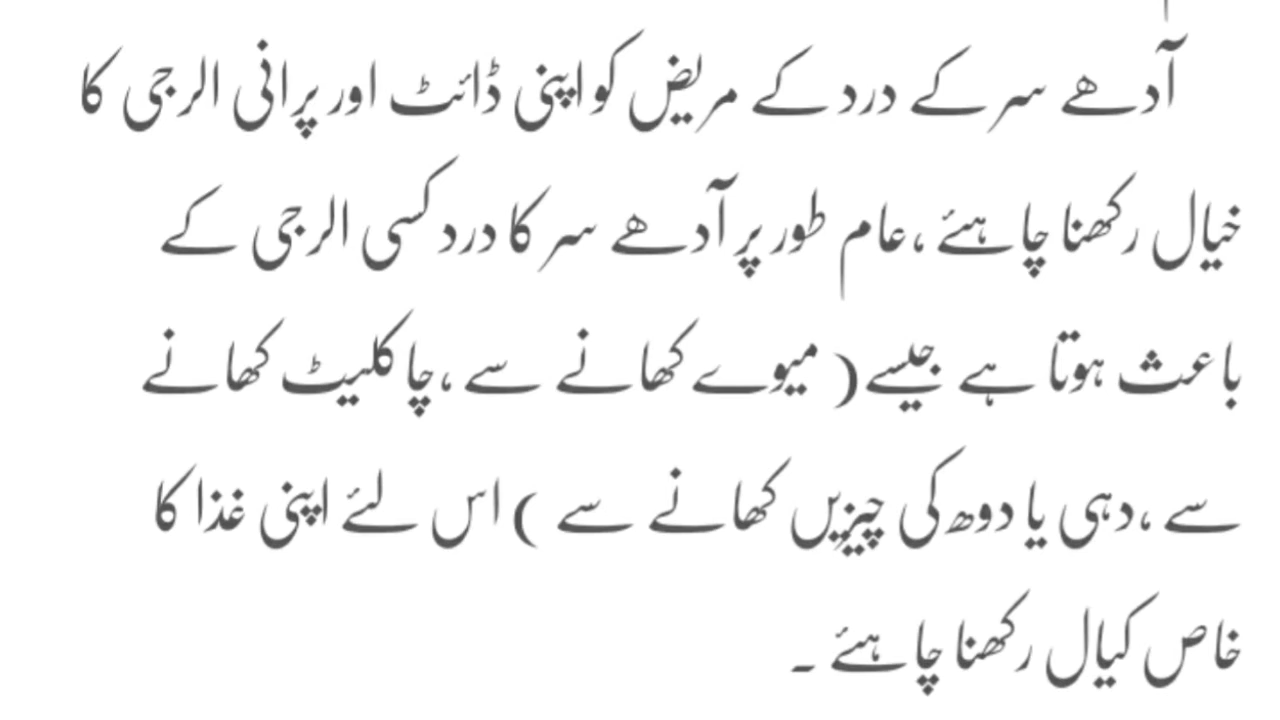 آدھے سر کے درد کے مریض کو اپنی ڈائٹ اور پرانی الرجی کا
خیال رکھنا چاہئے ،عام طور پر آدھے سر کا درد کسی الرجی کے
باعث ہوتا ہے جیسے( میوے کھانے سے ،چاکلیٹ کھانے
سے ،دہی یا دوھ کی چیزیں کھانے سے ) اس لئے اپنی غذا کا
خاص کیال رکھنا چاہئے ۔